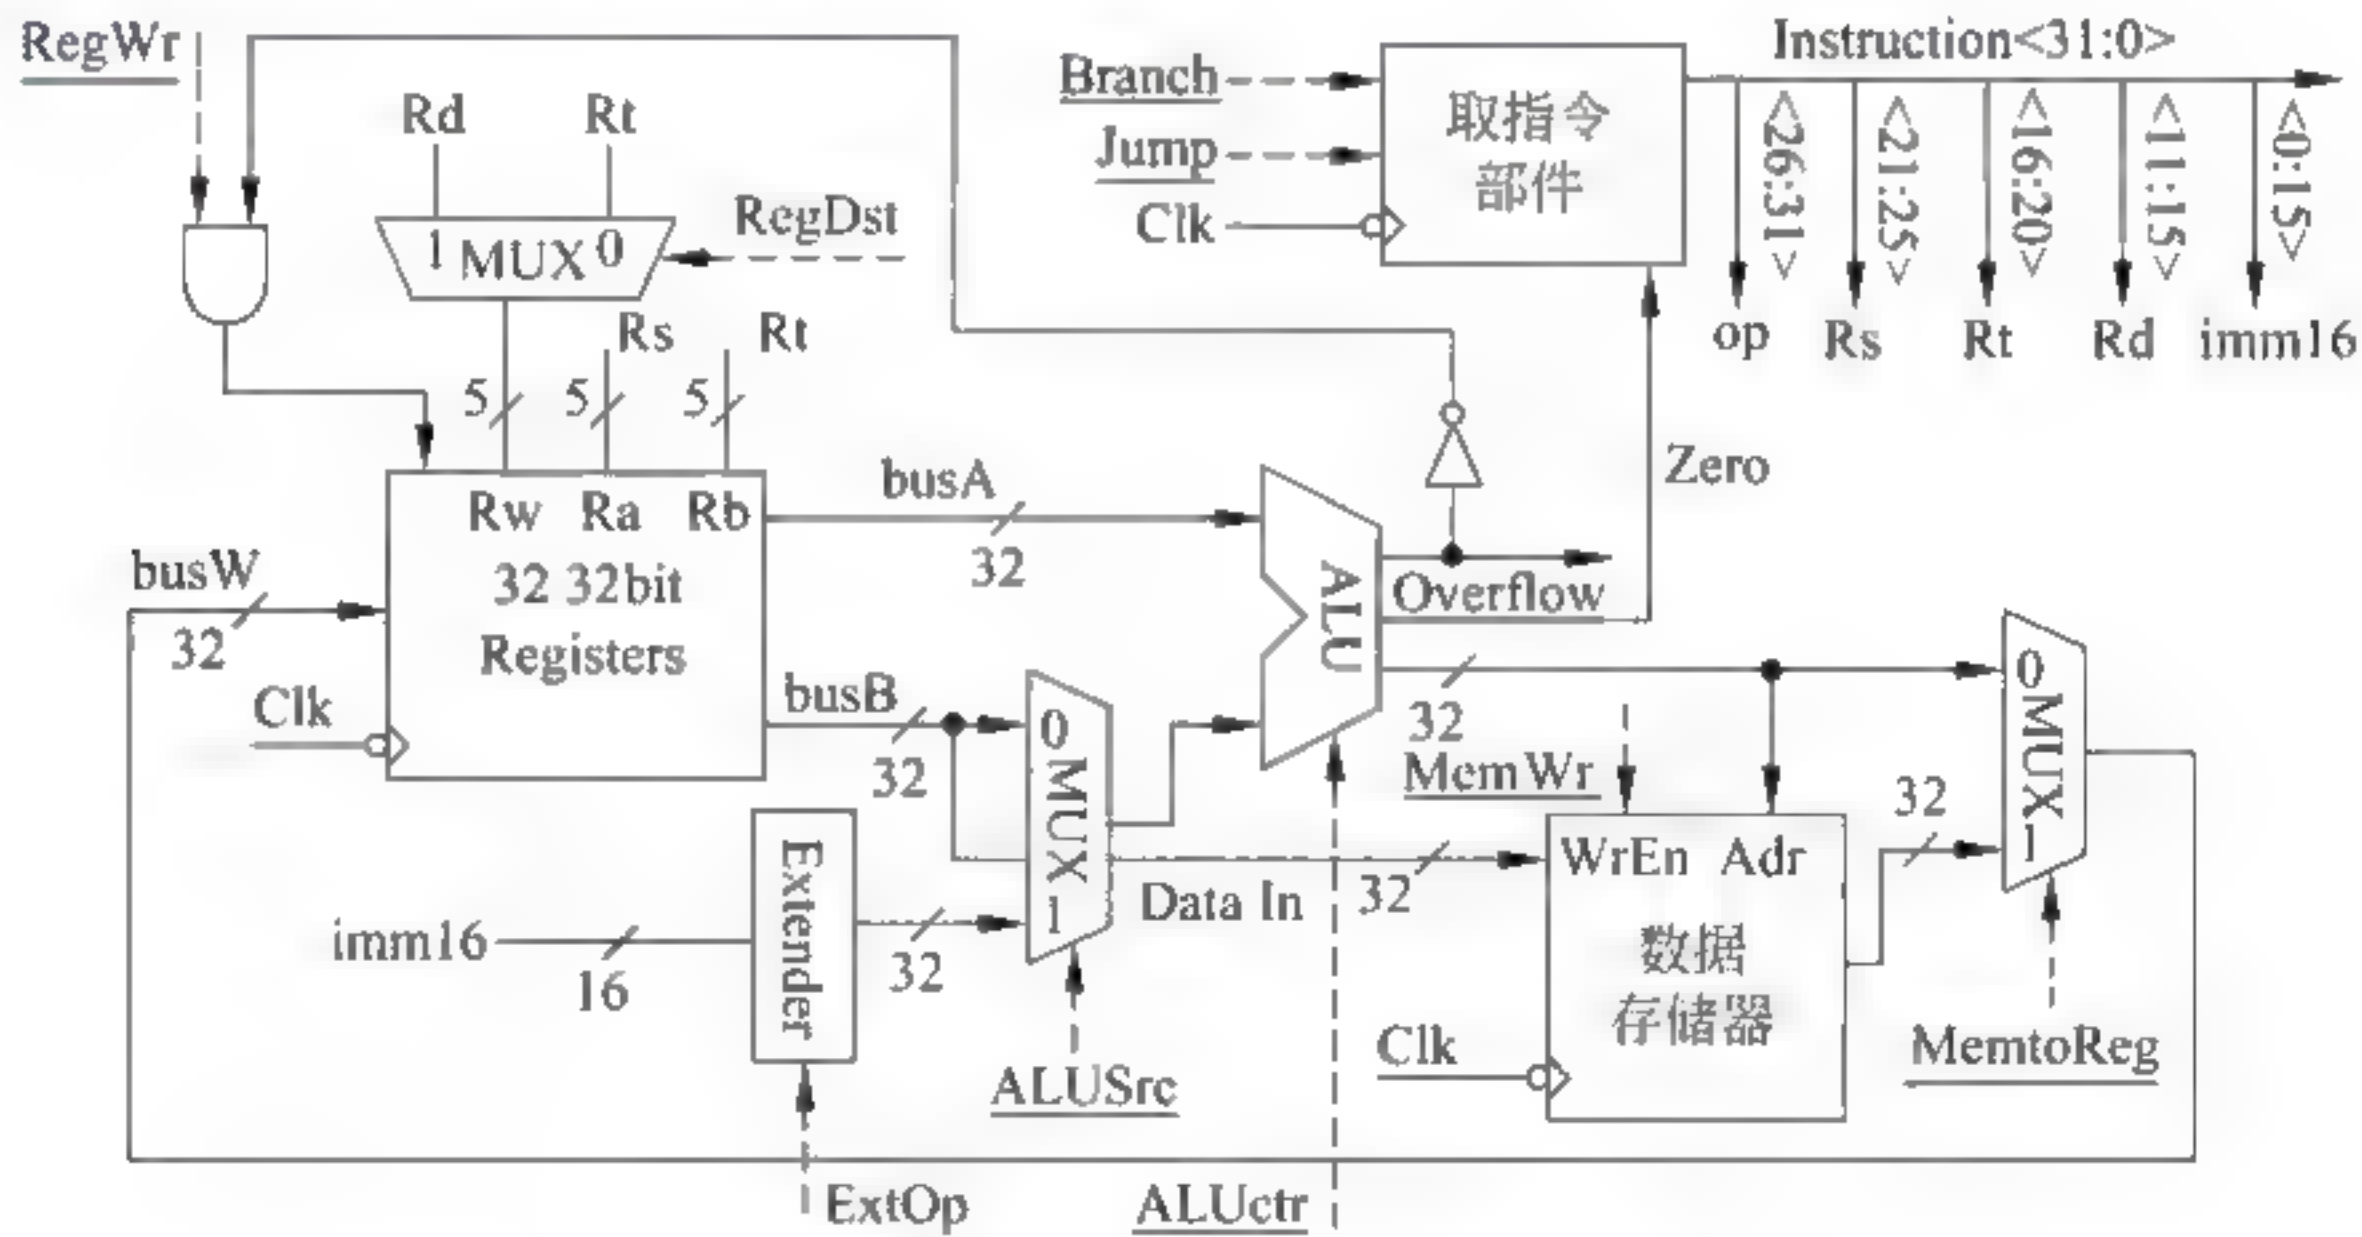 RegWr
Rd
Rt
1 MUX 0
RegDst
Rs
Rt
5
5
5
Branch
Jump
Clk
取指令
部件
Instruction<31:0>
<26:31>
<21:25>
<16:20>
<11:15>
<0:15>
op
Rs
Rt
Rd
imm16
Rw Ra Rb
32 32bit
Registers
busW
32
Clk
busA
32
busB
32
0
MUX
1
ALU
Overflow
Zero
32
MemWr
WrEn Adr
数据
存储器
Clk
Data In
32
32
0
MUX
1
MemtoReg
imm16
16
Extender
32
ALUSrc
ExtOp
ALUctr